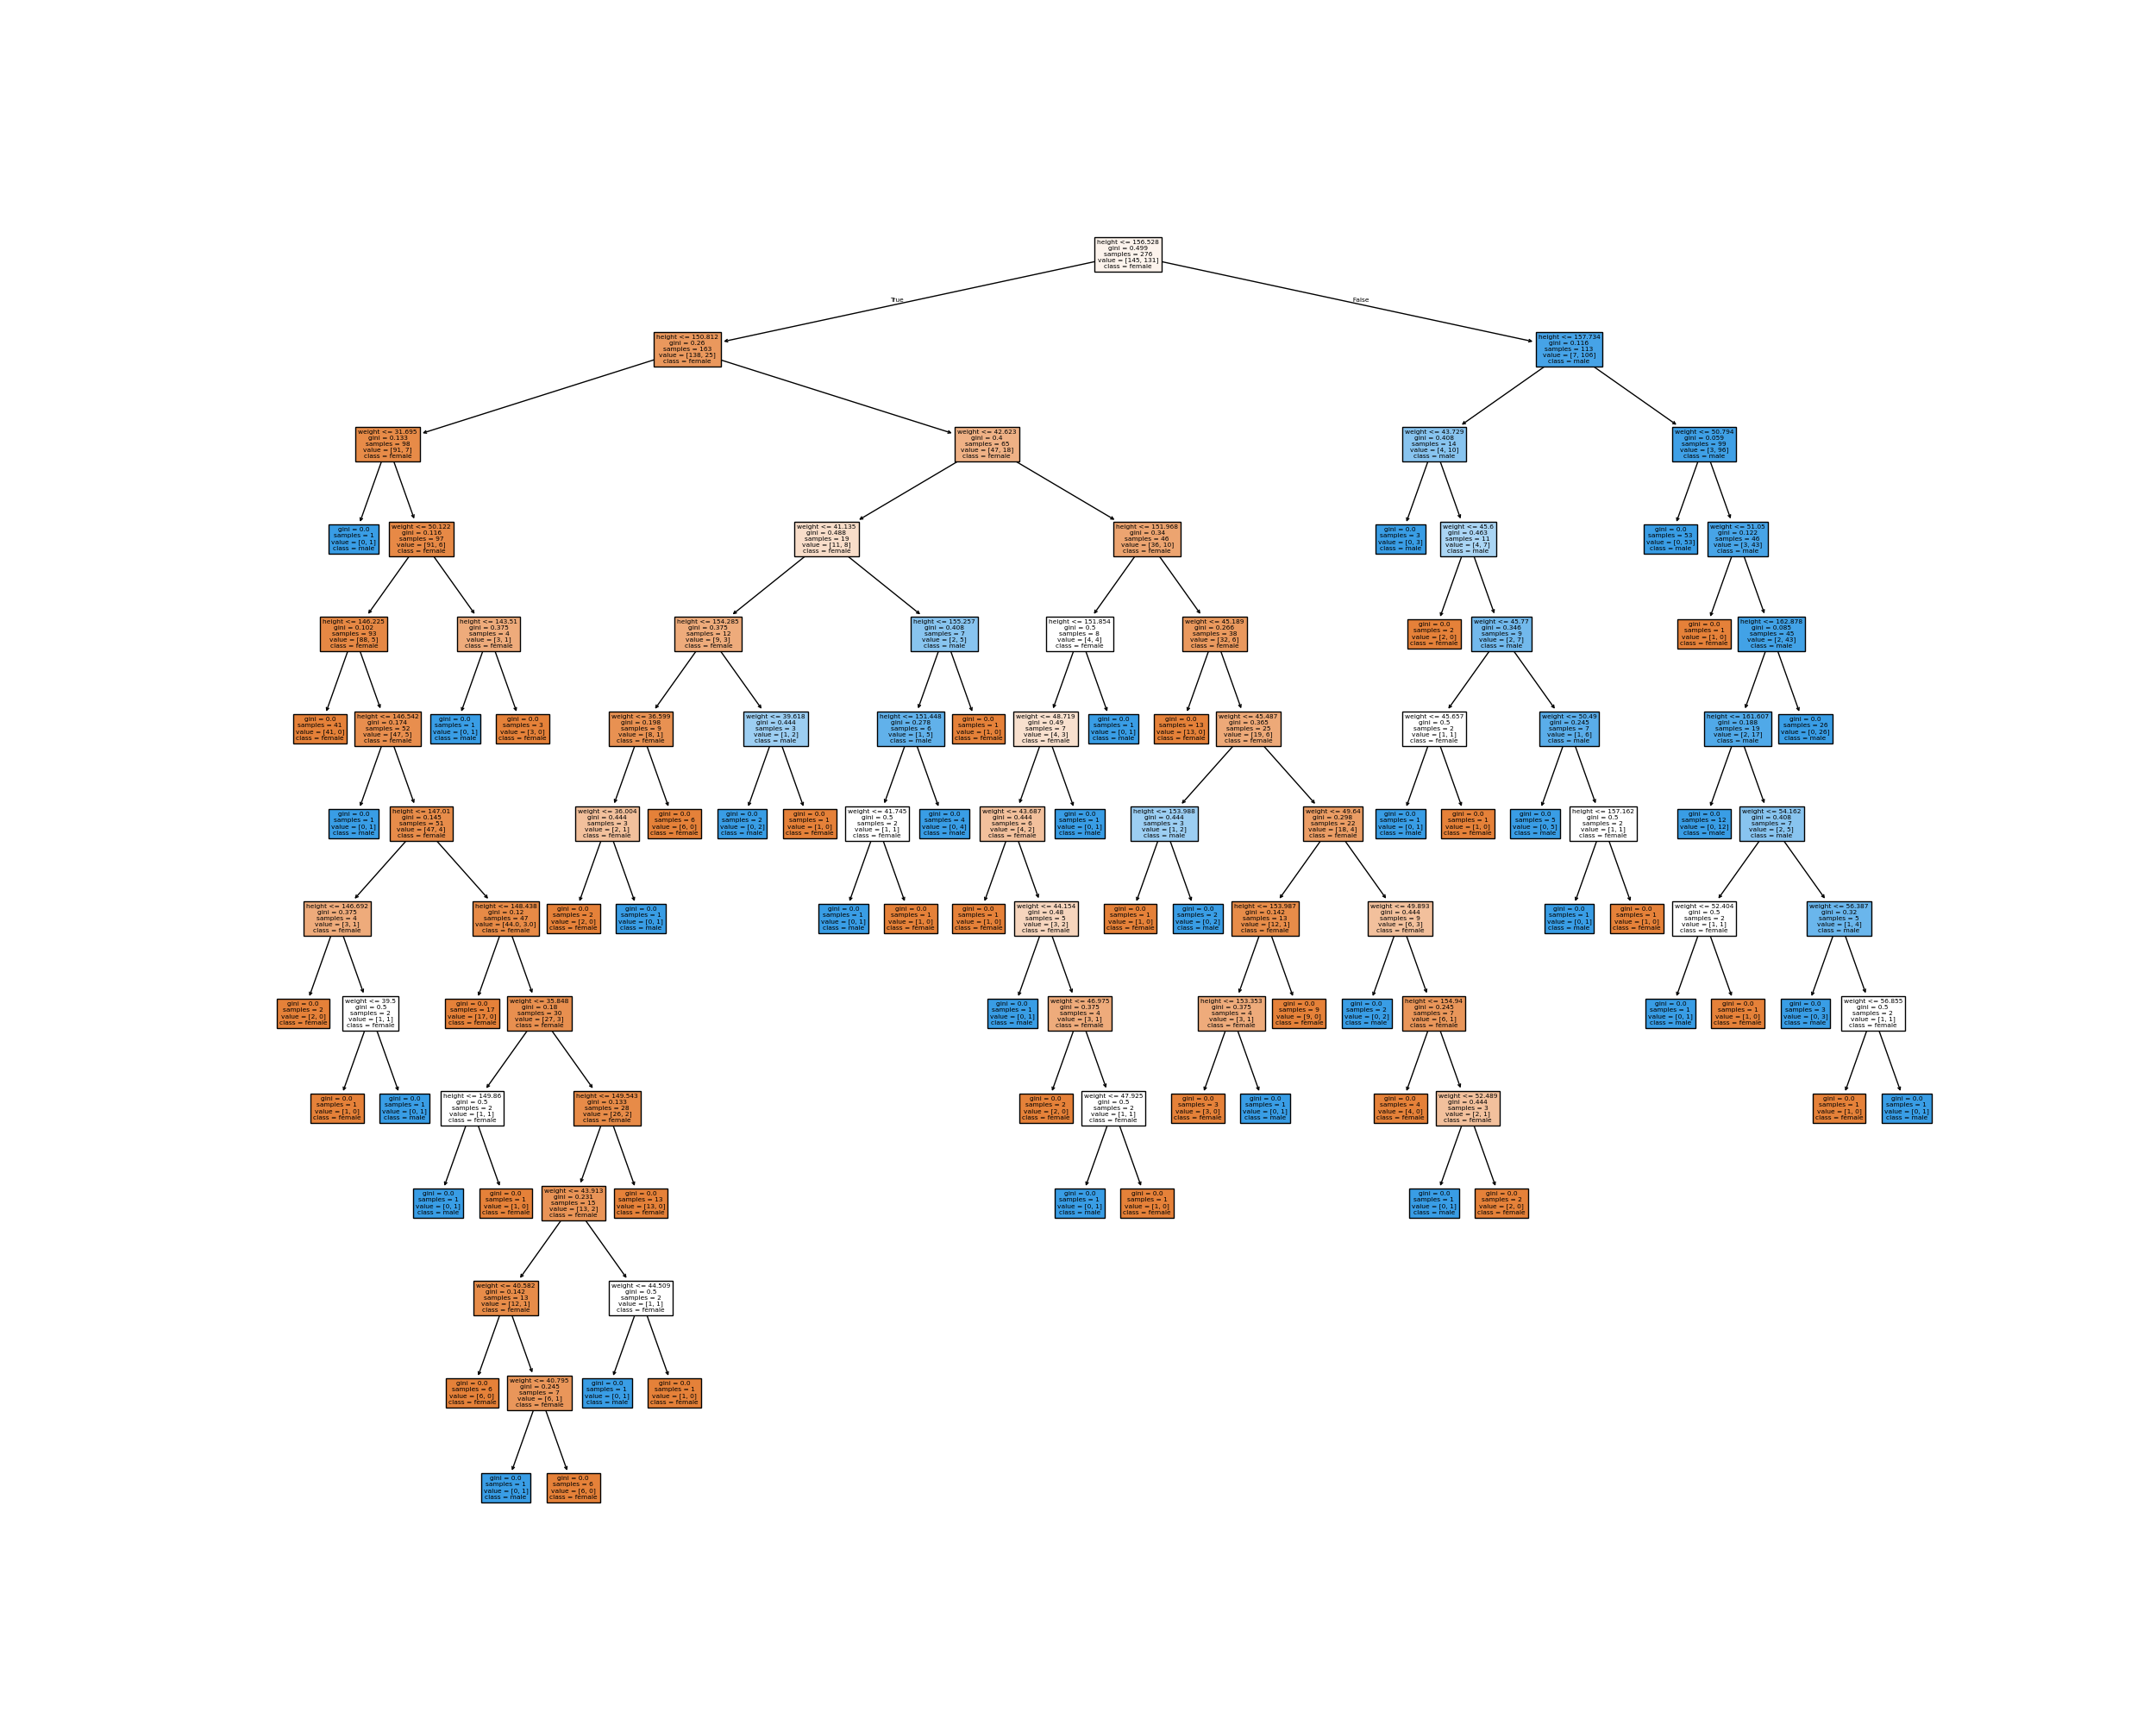 height <= 156.528
gini = 0.499
samples = 276
value = [145, 131]
class = female
True
False
height <= 150.812
gini = 0.26
samples = 163
value = [138, 25]
class = female
height <= 157.734
gini = 0.116
samples = 113
value = [7, 106]
class = male
weight <= 31.695
gini = 0.133
samples = 98
value = [91, 7]
class = female
weight <= 42.623
gini = 0.4
samples = 65
value = [47, 18]
class = female
weight <= 43.729
gini = 0.408
samples = 14
value = [4, 10]
class = male
weight <= 50.794
gini = 0.059
samples = 99
value = [3, 96]
class = male
gini = 0.0
samples = 1
value = [0, 1]
class = male
weight <= 50.122
gini = 0.116
samples = 97
value = [91, 6]
class = female
weight <= 41.135
gini = 0.488
samples = 19
value = [11, 8]
class = female
height <= 151.968
gini = 0.34
samples = 46
value = [36, 10]
class = female
gini = 0.0
samples = 3
value = [0, 3]
class = male
weight <= 45.6
gini = 0.463
samples = 11
value = [4, 7]
class = male
gini = 0.0
samples = 53
value = [0, 53]
class = male
weight <= 51.05
gini = 0.122
samples = 46
value = [3, 43]
class = male
height <= 146.225
gini = 0.102
samples = 93
value = [88, 5]
class = female
height <= 143.51
gini = 0.375
samples = 4
value = [3, 1]
class = female
height <= 154.285
gini = 0.375
samples = 12
value = [9, 3]
class = female
height <= 155.257
gini = 0.408
samples = 7
value = [2, 5]
class = male
height <= 151.854
gini = 0.5
samples = 8
value = [4, 4]
class = female
weight <= 45.189
gini = 0.266
samples = 38
value = [32, 6]
class = female
gini = 0.0
samples = 2
value = [2, 0]
class = female
weight <= 45.77
gini = 0.346
samples = 9
value = [2, 7]
class = male
gini = 0.0
samples = 1
value = [1, 0]
class = female
height <= 162.878
gini = 0.085
samples = 45
value = [2, 43]
class = male
gini = 0.0
samples = 41
value = [41, 0]
class = female
height <= 146.542
gini = 0.174
samples = 52
value = [47, 5]
class = female
gini = 0.0
samples = 1
value = [0, 1]
class = male
gini = 0.0
samples = 3
value = [3, 0]
class = female
weight <= 36.599
gini = 0.198
samples = 9
value = [8, 1]
class = female
weight <= 39.618
gini = 0.444
samples = 3
value = [1, 2]
class = male
height <= 151.448
gini = 0.278
samples = 6
value = [1, 5]
class = male
gini = 0.0
samples = 1
value = [1, 0]
class = female
weight <= 48.719
gini = 0.49
samples = 7
value = [4, 3]
class = female
gini = 0.0
samples = 1
value = [0, 1]
class = male
gini = 0.0
samples = 13
value = [13, 0]
class = female
weight <= 45.487
gini = 0.365
samples = 25
value = [19, 6]
class = female
weight <= 45.657
gini = 0.5
samples = 2
value = [1, 1]
class = female
weight <= 50.49
gini = 0.245
samples = 7
value = [1, 6]
class = male
height <= 161.607
gini = 0.188
samples = 19
value = [2, 17]
class = male
gini = 0.0
samples = 26
value = [0, 26]
class = male
gini = 0.0
samples = 1
value = [0, 1]
class = male
height <= 147.01
gini = 0.145
samples = 51
value = [47, 4]
class = female
weight <= 36.004
gini = 0.444
samples = 3
value = [2, 1]
class = female
gini = 0.0
samples = 6
value = [6, 0]
class = female
gini = 0.0
samples = 2
value = [0, 2]
class = male
gini = 0.0
samples = 1
value = [1, 0]
class = female
weight <= 41.745
gini = 0.5
samples = 2
value = [1, 1]
class = female
gini = 0.0
samples = 4
value = [0, 4]
class = male
weight <= 43.687
gini = 0.444
samples = 6
value = [4, 2]
class = female
gini = 0.0
samples = 1
value = [0, 1]
class = male
height <= 153.988
gini = 0.444
samples = 3
value = [1, 2]
class = male
weight <= 49.64
gini = 0.298
samples = 22
value = [18, 4]
class = female
gini = 0.0
samples = 1
value = [0, 1]
class = male
gini = 0.0
samples = 1
value = [1, 0]
class = female
gini = 0.0
samples = 5
value = [0, 5]
class = male
height <= 157.162
gini = 0.5
samples = 2
value = [1, 1]
class = female
gini = 0.0
samples = 12
value = [0, 12]
class = male
weight <= 54.162
gini = 0.408
samples = 7
value = [2, 5]
class = male
height <= 146.692
gini = 0.375
samples = 4
value = [3, 1]
class = female
height <= 148.438
gini = 0.12
samples = 47
value = [44.0, 3.0]
class = female
gini = 0.0
samples = 2
value = [2, 0]
class = female
gini = 0.0
samples = 1
value = [0, 1]
class = male
gini = 0.0
samples = 1
value = [0, 1]
class = male
gini = 0.0
samples = 1
value = [1, 0]
class = female
gini = 0.0
samples = 1
value = [1, 0]
class = female
weight <= 44.154
gini = 0.48
samples = 5
value = [3, 2]
class = female
gini = 0.0
samples = 1
value = [1, 0]
class = female
gini = 0.0
samples = 2
value = [0, 2]
class = male
height <= 153.987
gini = 0.142
samples = 13
value = [12, 1]
class = female
weight <= 49.893
gini = 0.444
samples = 9
value = [6, 3]
class = female
gini = 0.0
samples = 1
value = [0, 1]
class = male
gini = 0.0
samples = 1
value = [1, 0]
class = female
weight <= 52.404
gini = 0.5
samples = 2
value = [1, 1]
class = female
weight <= 56.387
gini = 0.32
samples = 5
value = [1, 4]
class = male
gini = 0.0
samples = 2
value = [2, 0]
class = female
weight <= 39.5
gini = 0.5
samples = 2
value = [1, 1]
class = female
gini = 0.0
samples = 17
value = [17, 0]
class = female
weight <= 35.848
gini = 0.18
samples = 30
value = [27, 3]
class = female
gini = 0.0
samples = 1
value = [0, 1]
class = male
weight <= 46.975
gini = 0.375
samples = 4
value = [3, 1]
class = female
height <= 153.353
gini = 0.375
samples = 4
value = [3, 1]
class = female
gini = 0.0
samples = 9
value = [9, 0]
class = female
gini = 0.0
samples = 2
value = [0, 2]
class = male
height <= 154.94
gini = 0.245
samples = 7
value = [6, 1]
class = female
gini = 0.0
samples = 1
value = [0, 1]
class = male
gini = 0.0
samples = 1
value = [1, 0]
class = female
gini = 0.0
samples = 3
value = [0, 3]
class = male
weight <= 56.855
gini = 0.5
samples = 2
value = [1, 1]
class = female
gini = 0.0
samples = 1
value = [1, 0]
class = female
gini = 0.0
samples = 1
value = [0, 1]
class = male
height <= 149.86
gini = 0.5
samples = 2
value = [1, 1]
class = female
height <= 149.543
gini = 0.133
samples = 28
value = [26, 2]
class = female
gini = 0.0
samples = 2
value = [2, 0]
class = female
weight <= 47.925
gini = 0.5
samples = 2
value = [1, 1]
class = female
gini = 0.0
samples = 3
value = [3, 0]
class = female
gini = 0.0
samples = 1
value = [0, 1]
class = male
gini = 0.0
samples = 4
value = [4, 0]
class = female
weight <= 52.489
gini = 0.444
samples = 3
value = [2, 1]
class = female
gini = 0.0
samples = 1
value = [1, 0]
class = female
gini = 0.0
samples = 1
value = [0, 1]
class = male
gini = 0.0
samples = 1
value = [0, 1]
class = male
gini = 0.0
samples = 1
value = [1, 0]
class = female
weight <= 43.913
gini = 0.231
samples = 15
value = [13, 2]
class = female
gini = 0.0
samples = 13
value = [13, 0]
class = female
gini = 0.0
samples = 1
value = [0, 1]
class = male
gini = 0.0
samples = 1
value = [1, 0]
class = female
gini = 0.0
samples = 1
value = [0, 1]
class = male
gini = 0.0
samples = 2
value = [2, 0]
class = female
weight <= 40.582
gini = 0.142
samples = 13
value = [12, 1]
class = female
weight <= 44.509
gini = 0.5
samples = 2
value = [1, 1]
class = female
gini = 0.0
samples = 6
value = [6, 0]
class = female
weight <= 40.795
gini = 0.245
samples = 7
value = [6, 1]
class = female
gini = 0.0
samples = 1
value = [0, 1]
class = male
gini = 0.0
samples = 1
value = [1, 0]
class = female
gini = 0.0
samples = 1
value = [0, 1]
class = male
gini = 0.0
samples = 6
value = [6, 0]
class = female